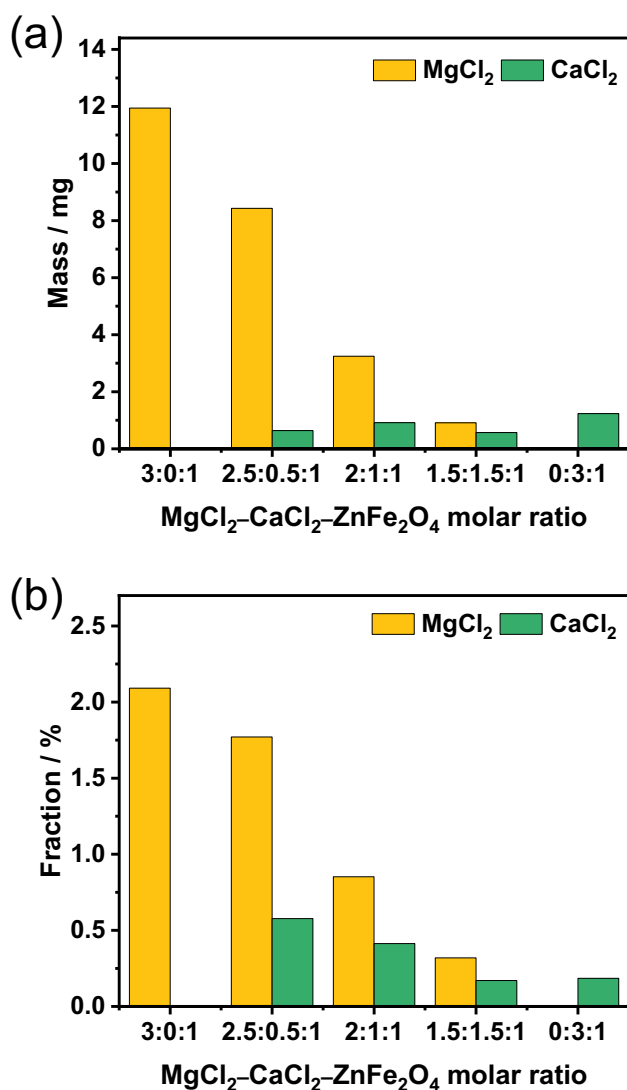 (a)
14
12
10
8
6
4
2
0
Mass / mg
MgCl₂ CaCl₂
3:0:1 2.5:0.5:1 2:1:1 1.5:1.5:1 0:3:1
MgCl₂–CaCl₂–ZnFe₂O₄ molar ratio
(b)
2.5
2.0
1.5
1.0
0.5
0.0
Fraction / %
MgCl₂ CaCl₂
3:0:1 2.5:0.5:1 2:1:1 1.5:1.5:1 0:3:1
MgCl₂–CaCl₂–ZnFe₂O₄ molar ratio